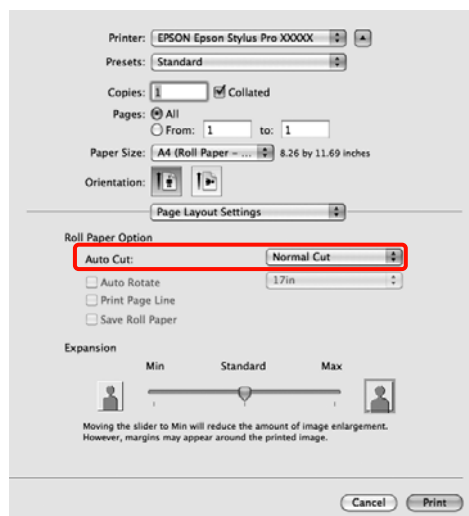 Printer: EPSON Epson Stylus Pro XXXXX
Presets: Standard
Copies: 1 Collated
Pages: All
From: 1 to: 1
Paper Size: A4 (Roll Paper – ... 8.26 by 11.69 inches
Orientation:
Page Layout Settings
Roll Paper Option
Auto Cut: Normal Cut
Auto Rotate 17in
Print Page Line
Save Roll Paper
Expansion
Min Standard Max
Moving the slider to Min will reduce the amount of image enlargement.
However, margins may appear around the printed image.
Cancel Print